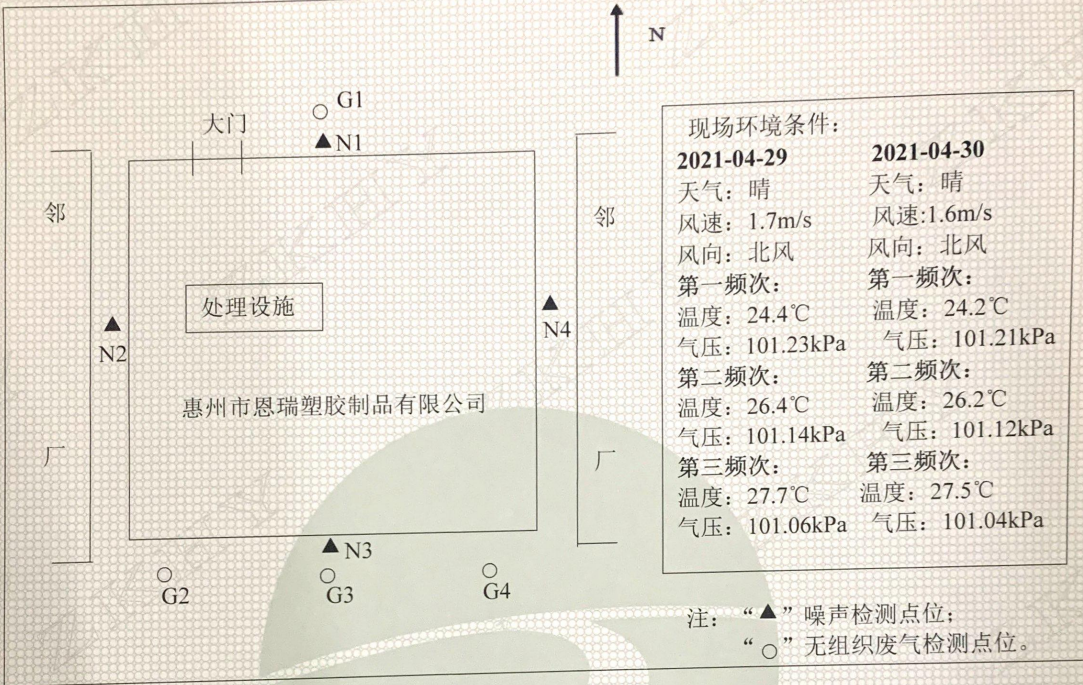 N
G1
大门
N1
邻
邻
处理设施
N2
N4
惠州市恩瑞塑胶制品有限公司
厂
厂
N3
G2
G3
G4
现场环境条件:
2021-04-29 2021-04-30
天气：晴 天气：晴
风速：1.7m/s 风速:1.6m/s
风向：北风 风向：北风
第一频次: 第一频次:
温度：24.4℃ 温度：24.2℃
气压：101.23kPa 气压：101.21kPa
第二频次: 第二频次:
温度：26.4℃ 温度：26.2℃
气压：101.14kPa 气压：101.12kPa
第三频次: 第三频次:
温度：27.7℃ 温度：27.5℃
气压：101.06kPa 气压：101.04kPa
注：“▲”噪声检测点位；
“○”无组织废气检测点位。